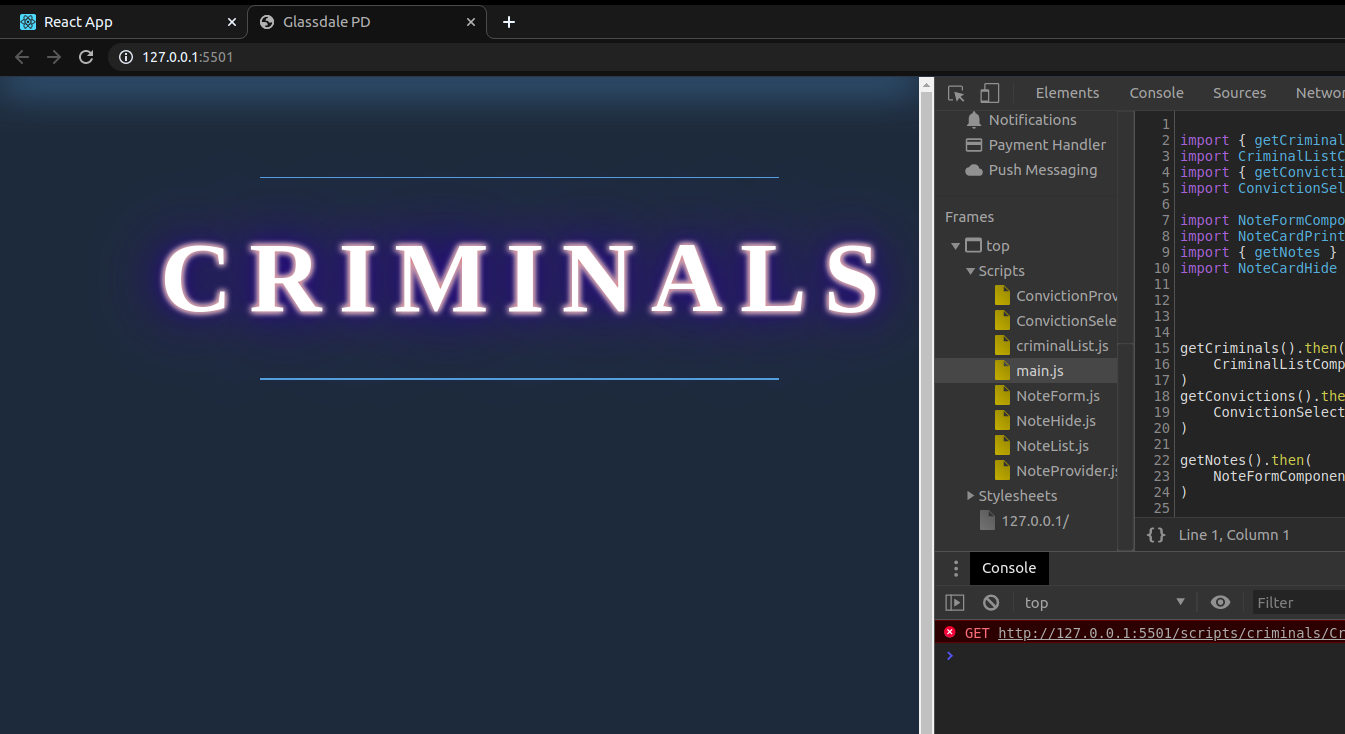 React App
Glassdale PD
127.0.0.1:5501
CRIMINALS
Elements Console Sources
Notifications
Payment Handler
Push Messaging
Frames
top
Scripts
ConvictionProv
ConvictionSele
criminalList.js
main.js
NoteForm.js
NoteHide.js
NoteList.js
NoteProvider.js
Stylesheets
127.0.0.1/
1
2 import { getCriminal
3 import CriminalListC
4 import { getConvicti
5 import ConvictionSel
6
7 import NoteFormCompo
8 import NoteCardPrint
9 import { getNotes }
10 import NoteCardHide
11
12
13
14
15 getCriminals().then(
16 CriminalListComp
17 )
18 getConvictions().the
19 ConvictionSelect
20 )
21
22 getNotes().then(
23 NoteFormComponen
24 )
25
{} Line 1, Column 1
Console
top Filter
GET http://127.0.0.1:5501/scripts/criminals/Cr